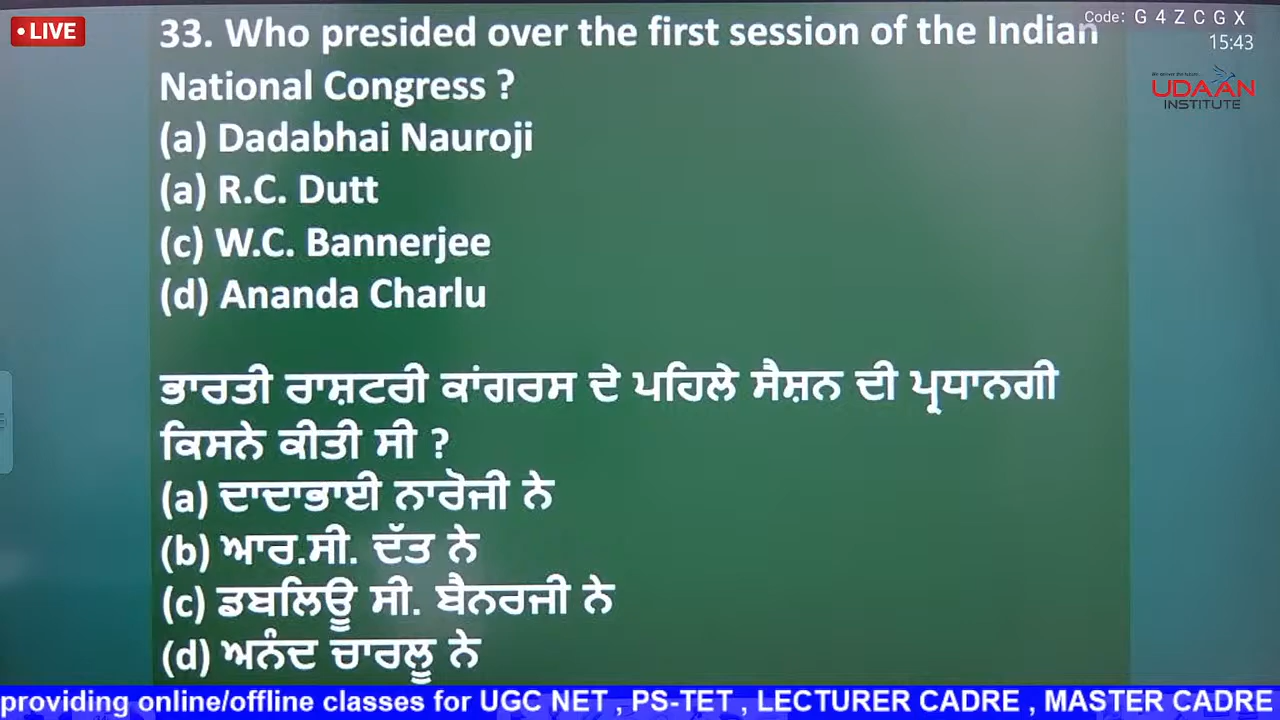 • LIVE
Code: G 4 Z C G X
15:43
UDAAN
INSTITUTE
33. Who presided over the first session of the Indian
National Congress ?
(a) Dadabhai Nauroji
(a) R.C. Dutt
(c) W.C. Bannerjee
(d) Ananda Charlu
ਭਾਰਤੀ ਰਾਸ਼ਟਰੀ ਕਾਂਗਰਸ ਦੇ ਪਹਿਲੇ ਸੈਸ਼ਨ ਦੀ ਪ੍ਰਧਾਨਗੀ
ਕਿਸਨੇ ਕੀਤੀ ਸੀ ?
(a) ਦਾਦਾਭਾਈ ਨਾਰੋਜੀ ਨੇ
(b) ਆਰ.ਸੀ. ਦੱਤ ਨੇ
(c) ਡਬਲਿਊ ਸੀ. ਬੈਨਰਜੀ ਨੇ
(d) ਅਨੰਦ ਚਾਰਲੂ ਨੇ
providing online/offline classes for UGC NET , PS-TET , LECTURER CADRE , MASTER CADRE